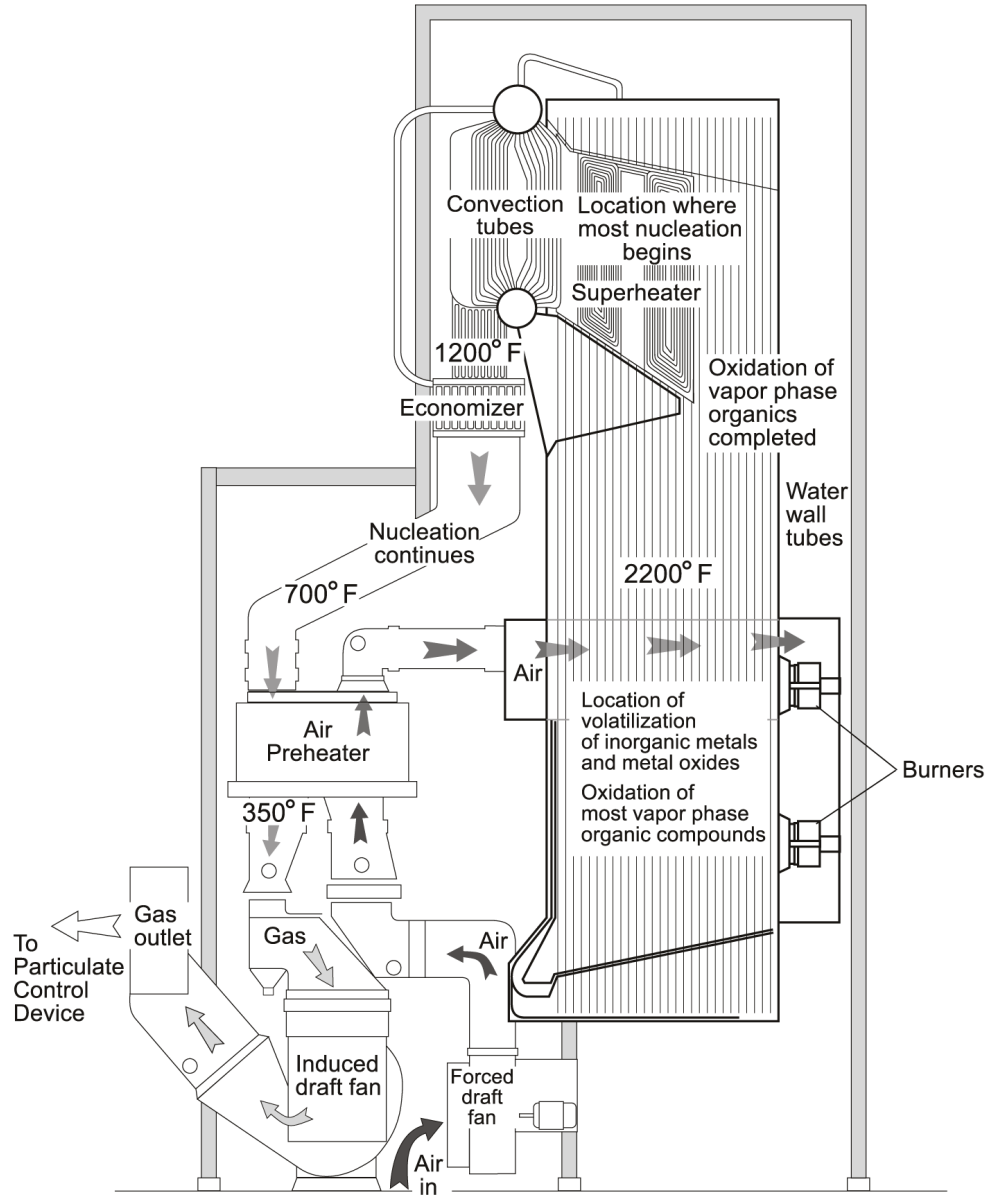 Convection
tubes
Location where
most nucleation
begins
Superheater
1200° F
Economizer
Oxidation of
vapor phase
organics
completed
Water
wall
tubes
Nucleation
continues
700° F
2200° F
Air
Air
Preheater
Location of
volatilization
of inorganic metals
and metal oxides
Oxidation of
most vapor phase
organic compounds
Burners
350° F
Gas
outlet
To
Particulate
Control
Device
Gas
Air
Induced
draft fan
Forced
draft
fan
Air
in